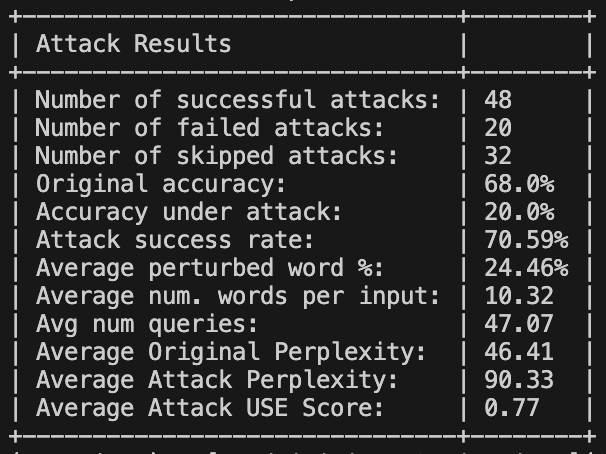 Attack Results
Number of successful attacks: 48
Number of failed attacks: 20
Number of skipped attacks: 32
Original accuracy: 68.0%
Accuracy under attack: 20.0%
Attack success rate: 70.59%
Average perturbed word %: 24.46%
Average num. words per input: 10.32
Avg num queries: 47.07
Average Original Perplexity: 46.41
Average Attack Perplexity: 90.33
Average Attack USE Score: 0.77